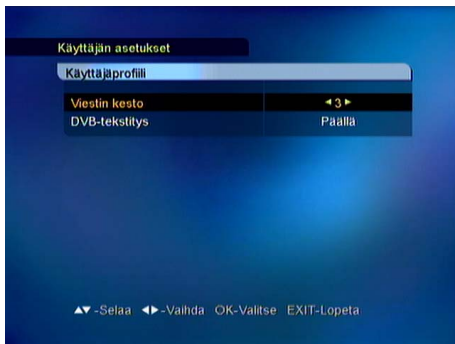 Käyttäjän asetukset
Käyttäjäprofiili
Viestin kesto ◄3►
DVB-tekstitys Päällä
▲▼-Selaa ◄►-Vaihda OK-Valitse EXIT-Lopeta